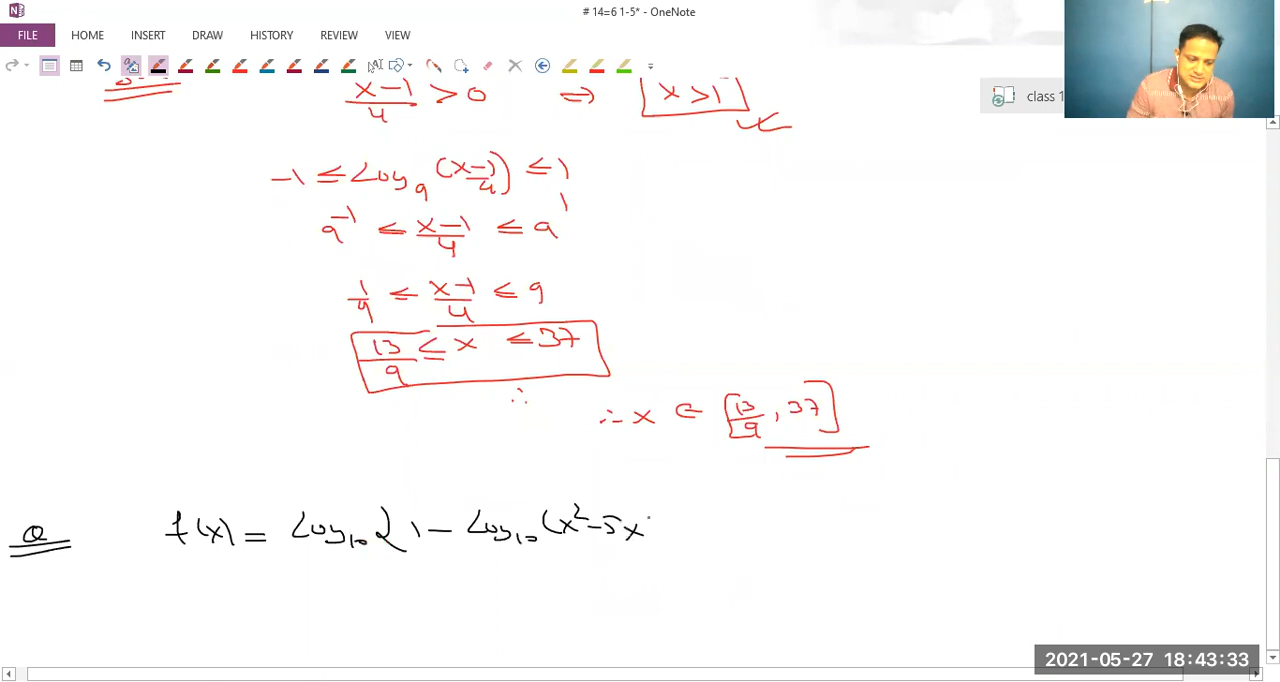 # 14=6 1-5* - OneNote
FILE HOME INSERT DRAW HISTORY REVIEW VIEW
class 1
x-1/4 > 0 ⇒ x > 1
-1 ≤ Log₉ (x-1/4) ≤ 1
9⁻¹ ≤ x-1/4 ≤ 9¹
1/9 ≤ x-1/4 ≤ 9
13/9 ≤ x ≤ 37
∴
∴ x ∈ [13/9, 37]
Q f(x) = Log₁₀ { 1 - Log₁₀ (x² - 5x
2021-05-27 18:43:33